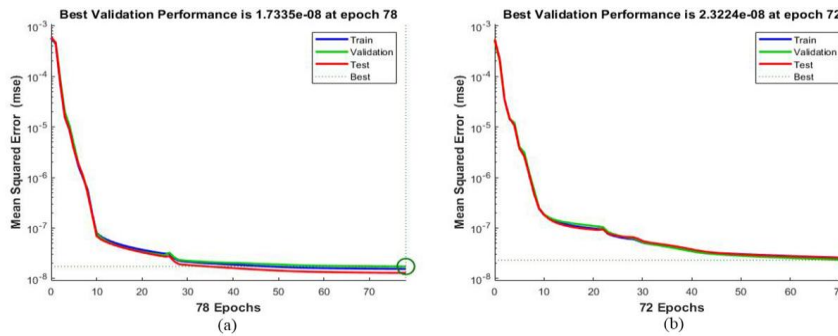 Best Validation Performance is 1.7335e-08 at epoch 78
Train
Validation
Test
Best
Mean Squared Error (mse)
10-3
10-4
10-5
10-6
10-7
10-8
0 10 20 30 40 50 60 70
78 Epochs
(a)
Best Validation Performance is 2.3224e-08 at epoch 72
Train
Validation
Test
Best
Mean Squared Error (mse)
10-3
10-4
10-5
10-6
10-7
10-8
0 10 20 30 40 50 60 70
72 Epochs
(b)